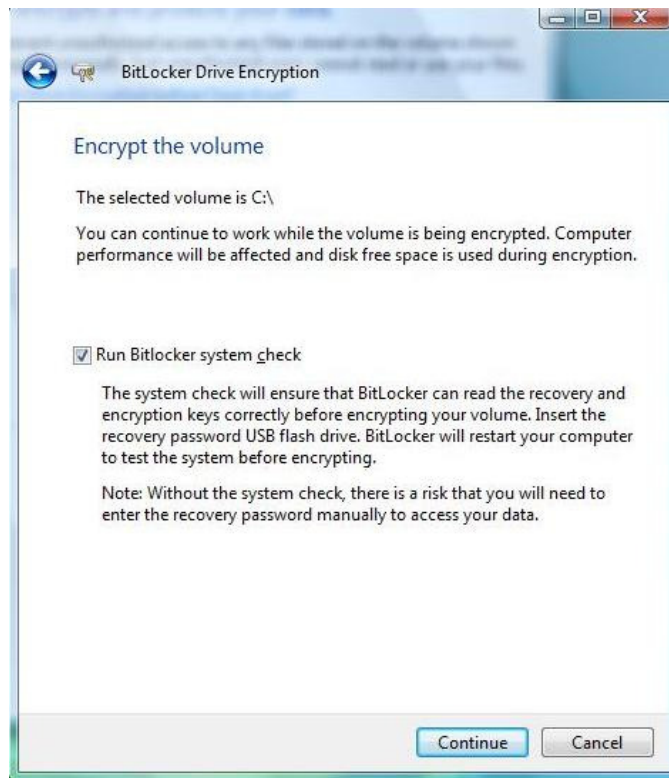 BitLocker Drive Encryption
Encrypt the volume
The selected volume is C:\
You can continue to work while the volume is being encrypted. Computer
performance will be affected and disk free space is used during encryption.
Run Bitlocker system check
The system check will ensure that BitLocker can read the recovery and
encryption keys correctly before encrypting your volume. Insert the
recovery password USB flash drive. BitLocker will restart your computer
to test the system before encrypting.
Note: Without the system check, there is a risk that you will need to
enter the recovery password manually to access your data.
Continue
Cancel